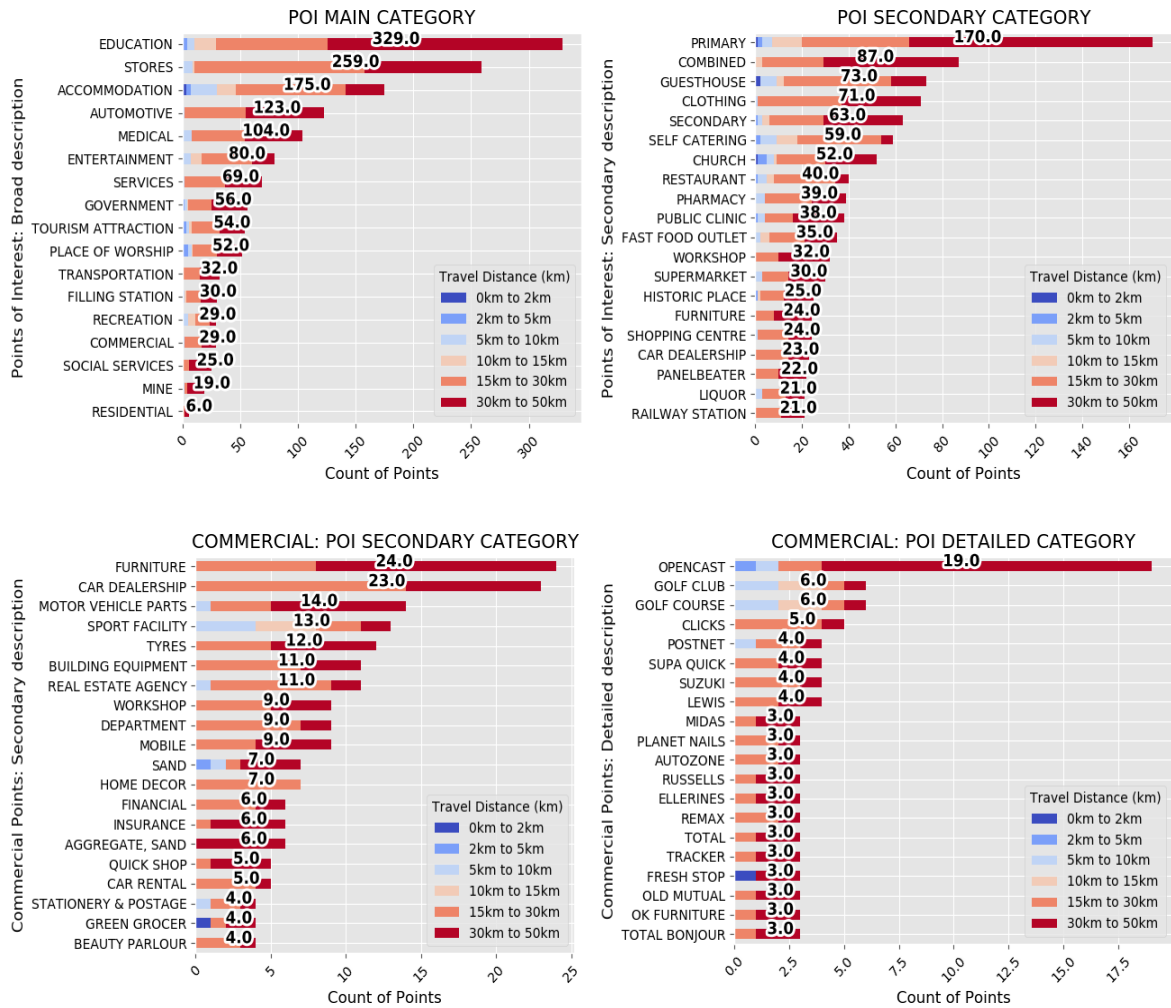 POI MAIN CATEGORY
Points of Interest: Broad description
EDUCATION 329.0
STORES 259.0
ACCOMMODATION 175.0
AUTOMOTIVE 123.0
MEDICAL 104.0
ENTERTAINMENT 80.0
SERVICES 69.0
GOVERNMENT 56.0
TOURISM ATTRACTION 54.0
PLACE OF WORSHIP 52.0
TRANSPORTATION 32.0
FILLING STATION 30.0
RECREATION 29.0
COMMERCIAL 29.0
SOCIAL SERVICES 25.0
MINE 19.0
RESIDENTIAL 6.0
Travel Distance (km)
0km to 2km
2km to 5km
5km to 10km
10km to 15km
15km to 30km
30km to 50km
0 50 100 150 200 250 300
Count of Points
POI SECONDARY CATEGORY
Points of Interest: Secondary description
PRIMARY 170.0
COMBINED 87.0
GUESTHOUSE 73.0
CLOTHING 71.0
SECONDARY 63.0
SELF CATERING 59.0
CHURCH 52.0
RESTAURANT 40.0
PHARMACY 39.0
PUBLIC CLINIC 38.0
FAST FOOD OUTLET 35.0
WORKSHOP 32.0
SUPERMARKET 30.0
HISTORIC PLACE 25.0
FURNITURE 24.0
SHOPPING CENTRE 24.0
CAR DEALERSHIP 23.0
PANELBEATER 22.0
LIQUOR 21.0
RAILWAY STATION 21.0
Travel Distance (km)
0km to 2km
2km to 5km
5km to 10km
10km to 15km
15km to 30km
30km to 50km
0 20 40 60 80 100 120 140 160
Count of Points
COMMERCIAL: POI SECONDARY CATEGORY
Commercial Points: Secondary description
FURNITURE 24.0
CAR DEALERSHIP 23.0
MOTOR VEHICLE PARTS 14.0
SPORT FACILITY 13.0
TYRES 12.0
BUILDING EQUIPMENT 11.0
REAL ESTATE AGENCY 11.0
WORKSHOP 9.0
DEPARTMENT 9.0
MOBILE 9.0
SAND 7.0
HOME DECOR 7.0
FINANCIAL 6.0
INSURANCE 6.0
AGGREGATE, SAND 6.0
QUICK SHOP 5.0
CAR RENTAL 5.0
STATIONERY & POSTAGE 4.0
GREEN GROCER 4.0
BEAUTY PARLOUR 4.0
Travel Distance (km)
0km to 2km
2km to 5km
5km to 10km
10km to 15km
15km to 30km
30km to 50km
0 5 10 15 20 25
Count of Points
COMMERCIAL: POI DETAILED CATEGORY
Commercial Points: Detailed description
OPENCAST 19.0
GOLF CLUB 6.0
GOLF COURSE 6.0
CLICKS 5.0
POSTNET 4.0
SUPA QUICK 4.0
SUZUKI 4.0
LEWIS 4.0
MIDAS 3.0
PLANET NAILS 3.0
AUTOZONE 3.0
RUSSELLS 3.0
ELLERINES 3.0
REMAX 3.0
TOTAL 3.0
TRACKER 3.0
FRESH STOP 3.0
OLD MUTUAL 3.0
OK FURNITURE 3.0
TOTAL BONJOUR 3.0
Travel Distance (km)
0km to 2km
2km to 5km
5km to 10km
10km to 15km
15km to 30km
30km to 50km
0.0 2.5 5.0 7.5 10.0 12.5 15.0 17.5
Count of Points